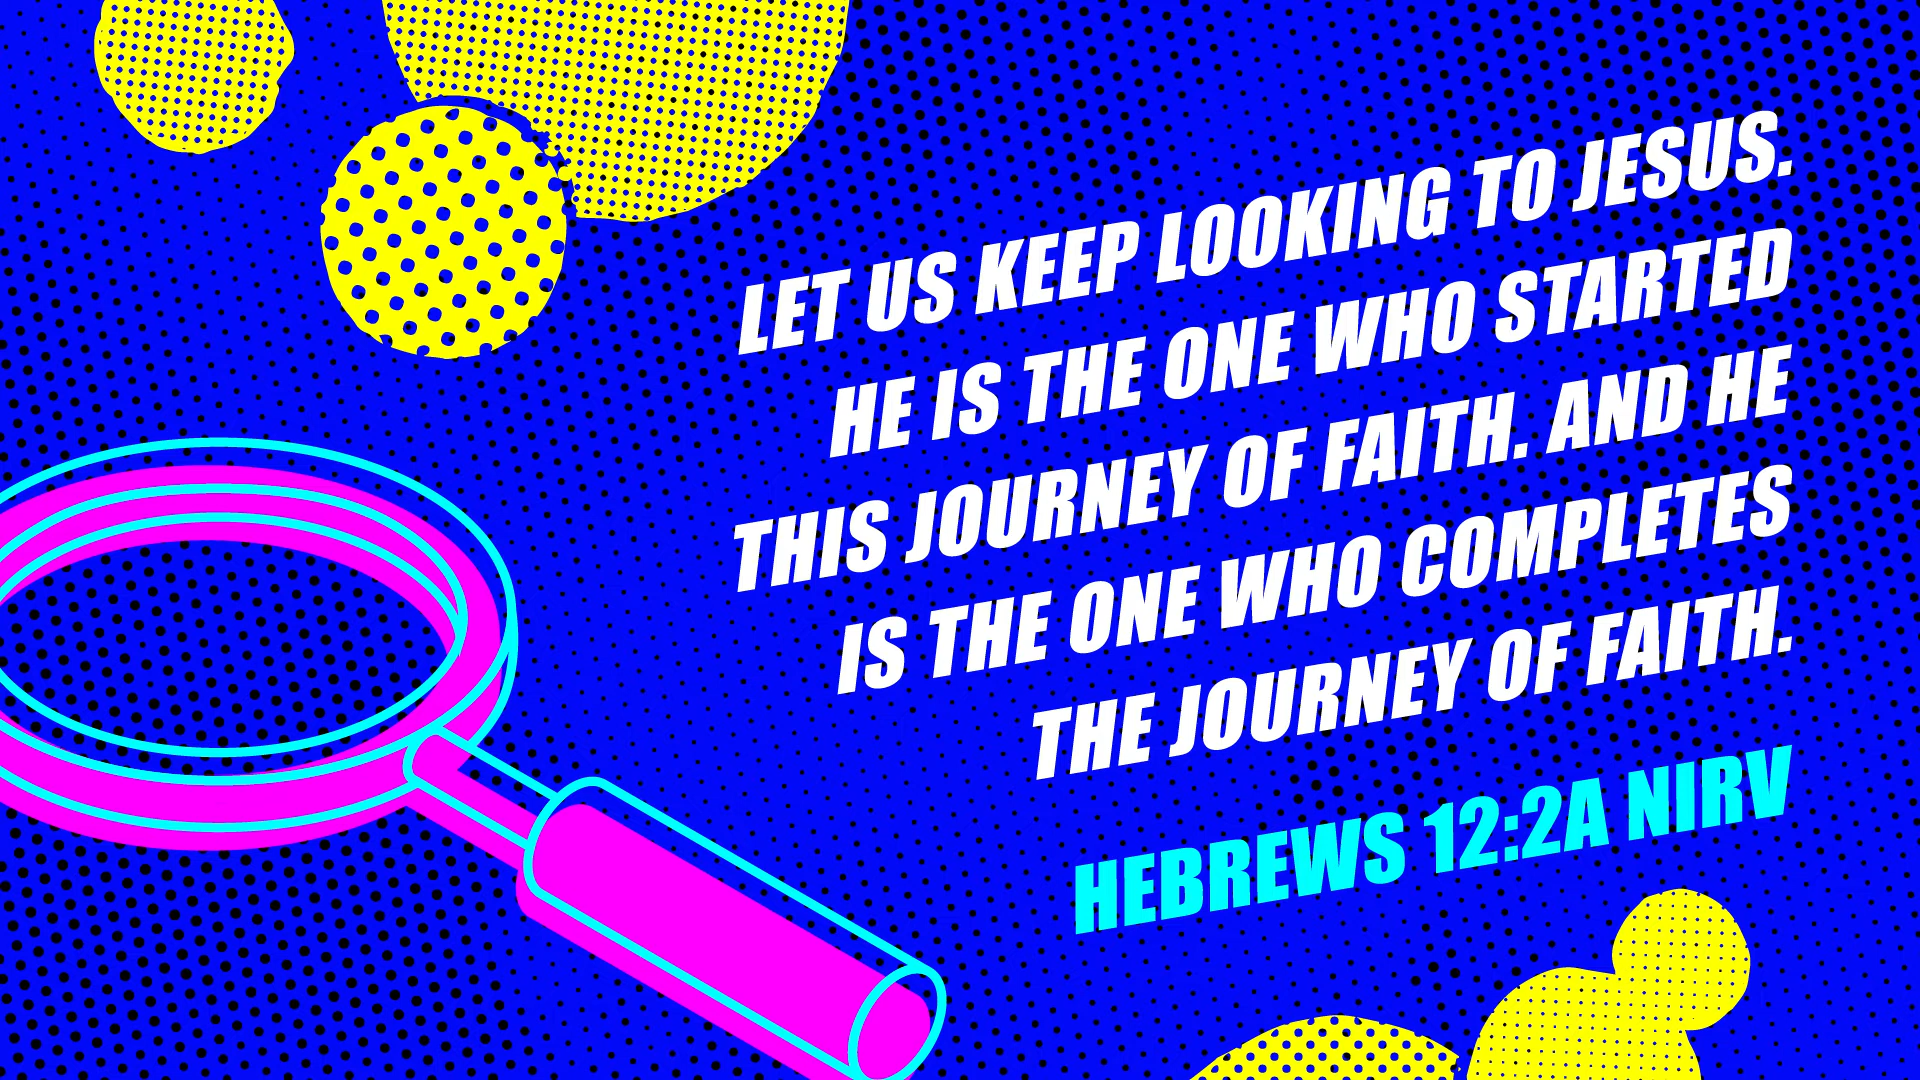 LET US KEEP LOOKING TO JESUS.
HE IS THE ONE WHO STARTED
THIS JOURNEY OF FAITH. AND HE
IS THE ONE WHO COMPLETES
THE JOURNEY OF FAITH.
HEBREWS 12:2A NIRV